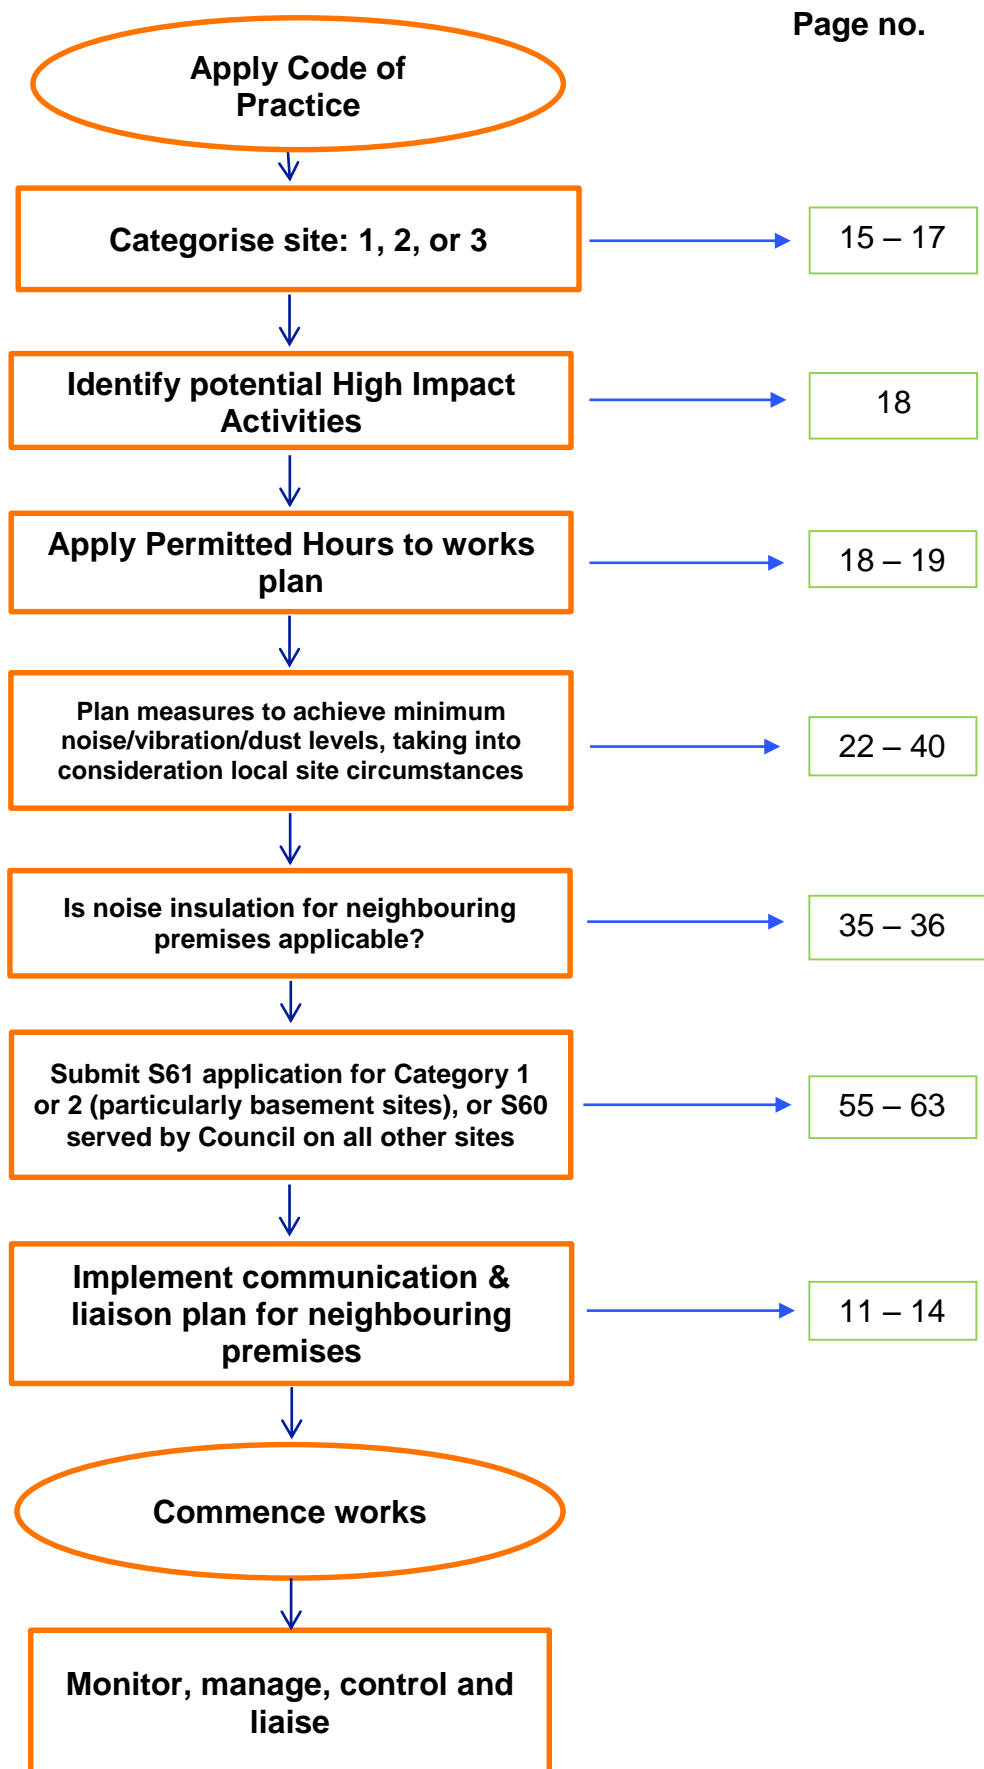 Page no.
Apply Code of
Practice
Categorise site: 1, 2, or 3
15 – 17
Identify potential High Impact
Activities
18
Apply Permitted Hours to works
plan
18 – 19
Plan measures to achieve minimum
noise/vibration/dust levels, taking into
consideration local site circumstances
22 – 40
Is noise insulation for neighbouring
premises applicable?
35 – 36
Submit S61 application for Category 1
or 2 (particularly basement sites), or S60
served by Council on all other sites
55 – 63
Implement communication &
liaison plan for neighbouring
premises
11 – 14
Commence works
Monitor, manage, control and
liaise